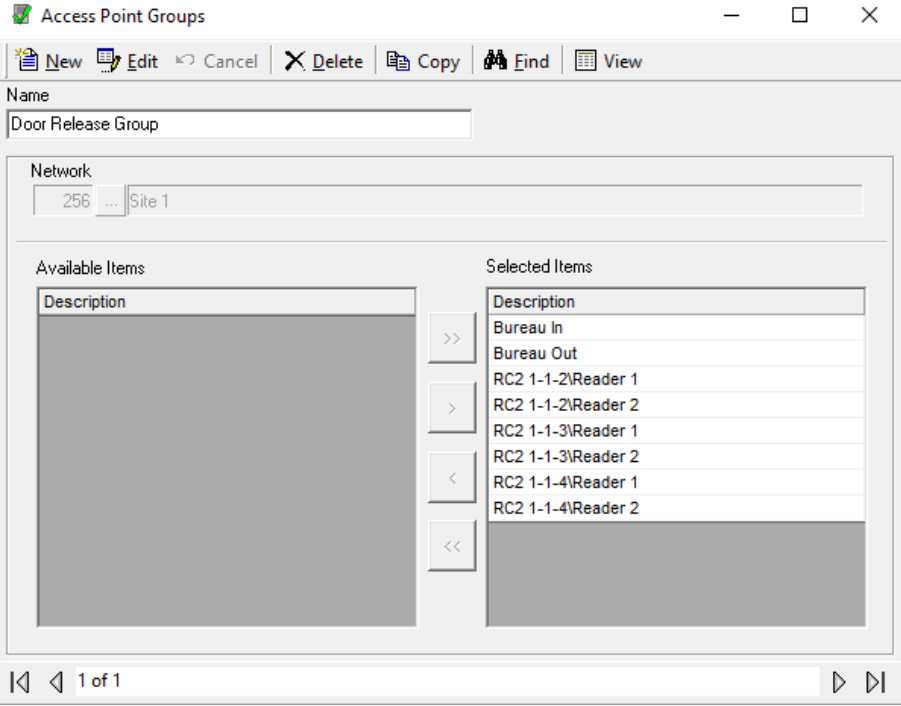 Access Point Groups
New Edit Cancel Delete Copy Find View
Name
Door Release Group
Network
256 ... Site 1
Available Items
Description
>>
>
<
<<
Selected Items
Description
Bureau In
Bureau Out
RC2 1-1-2\Reader 1
RC2 1-1-2\Reader 2
RC2 1-1-3\Reader 1
RC2 1-1-3\Reader 2
RC2 1-1-4\Reader 1
RC2 1-1-4\Reader 2
1 of 1